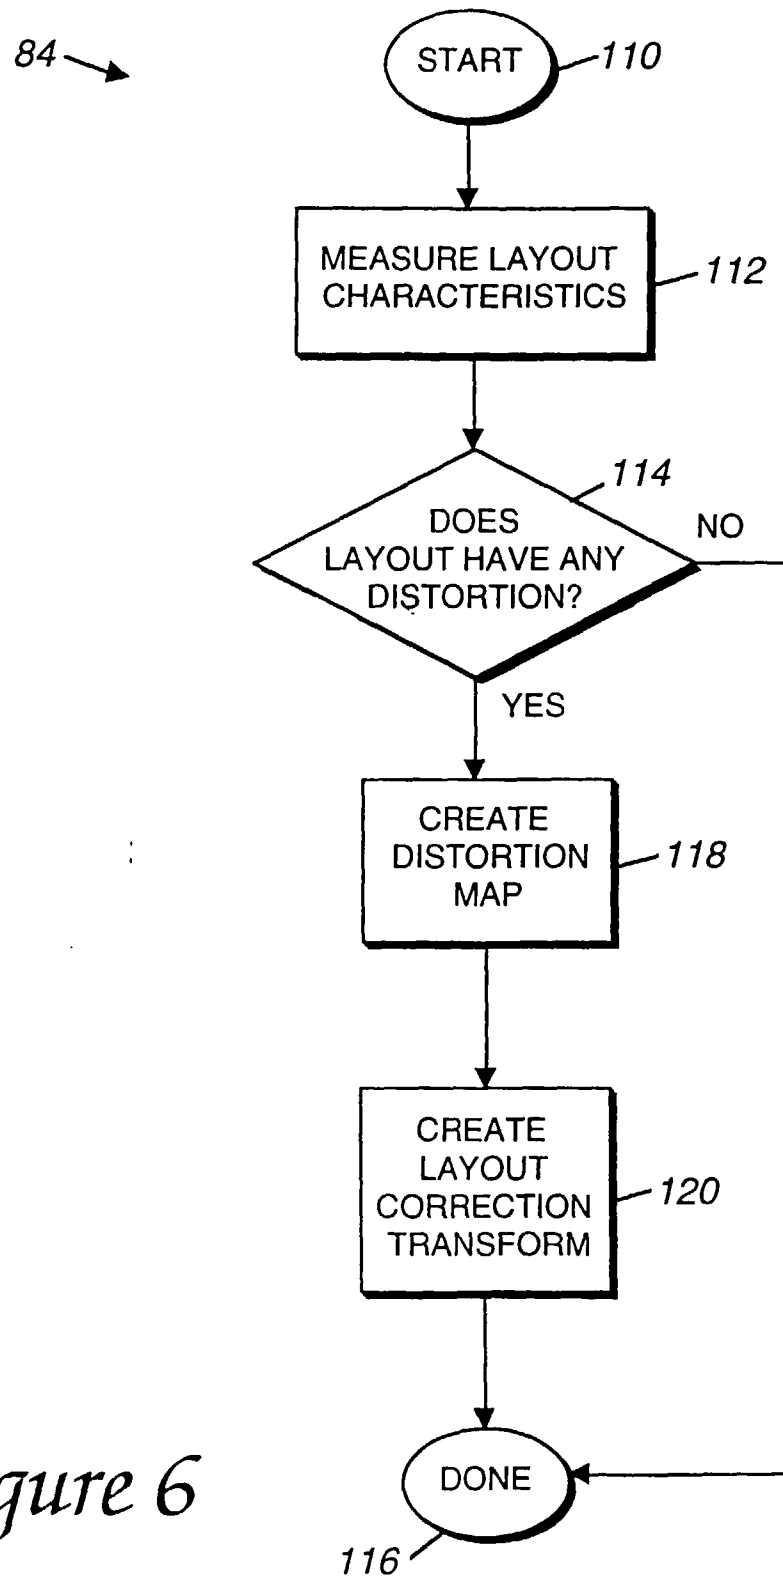 84
START
110
MEASURE LAYOUT
CHARACTERISTICS
112
114
DOES
LAYOUT HAVE ANY
DISTORTION?
NO
YES
CREATE
DISTORTION
MAP
118
CREATE
LAYOUT
CORRECTION
TRANSFORM
120
DONE
116
gure 6